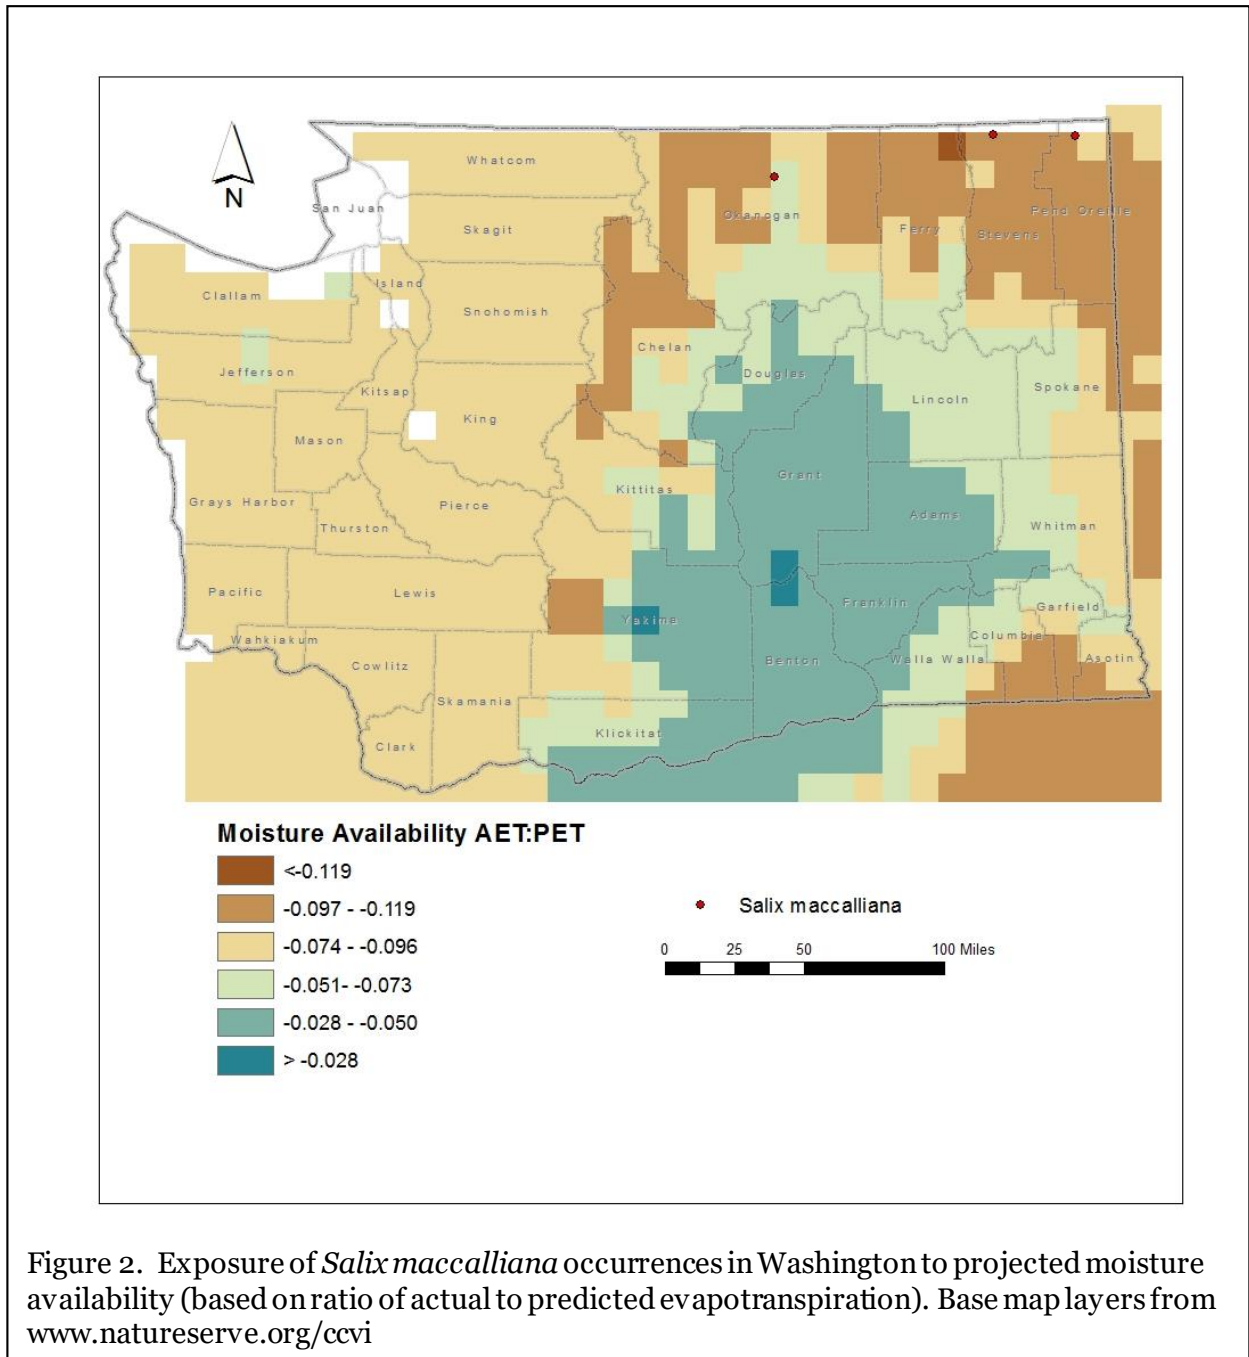 N
Whatcom
San Juan
Okanogan
Pend Oreille
Skagit
Ferry
Stevens
Clallam
Island
Snohomish
Chelan
Jefferson
Douglas
Kitsap
Spokane
Lincoln
King
Mason
Grant
Kittitas
Grays Harbor
Pierce
Adams
Thurston
Whitman
Pacific
Lewis
Franklin
Garfield
Yakima
Wahkiakum
Columbia
Cowlitz
Benton
Walla Walla
Asotin
Skamania
Klickitat
Clark
Moisture Availability AET:PET
<-0.119
-0.097 - -0.119
-0.074 - -0.096
-0.051- -0.073
-0.028 - -0.050
> -0.028
Salix maccalliana
0 25 50 100 Miles
Figure 2. Exposure of Salix maccalliana occurrences in Washington to projected moisture
availability (based on ratio of actual to predicted evapotranspiration). Base map layers from
www.natureserve.org/ccvi